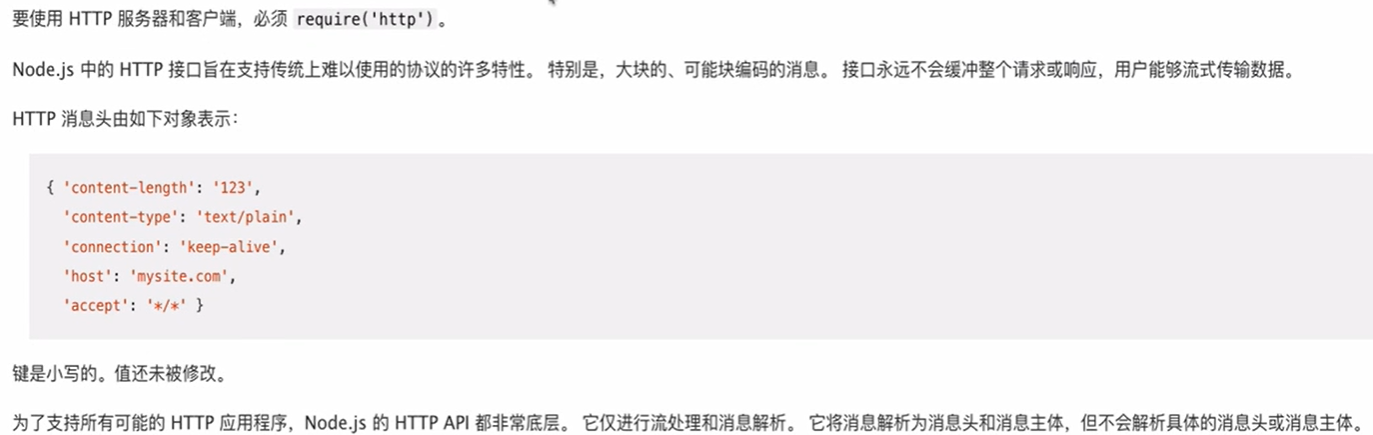 要使用 HTTP 服务器和客户端，必须 require('http') 。
Node.js 中的 HTTP 接口旨在支持传统上难以使用的协议的许多特性。 特别是，大块的、可能块编码的消息。 接口永远不会缓冲整个请求或响应，用户能够流式传输数据。
HTTP 消息头由如下对象表示：
{ 'content-length': '123',
'content-type': 'text/plain',
'connection': 'keep-alive',
'host': 'mysite.com',
'accept': '*/*' }
键是小写的。值还未被修改。
为了支持所有可能的 HTTP 应用程序，Node.js 的 HTTP API 都非常底层。 它仅进行流处理和消息解析。 它将消息解析为消息头和消息主体，但不会解析具体的消息头或消息主体。